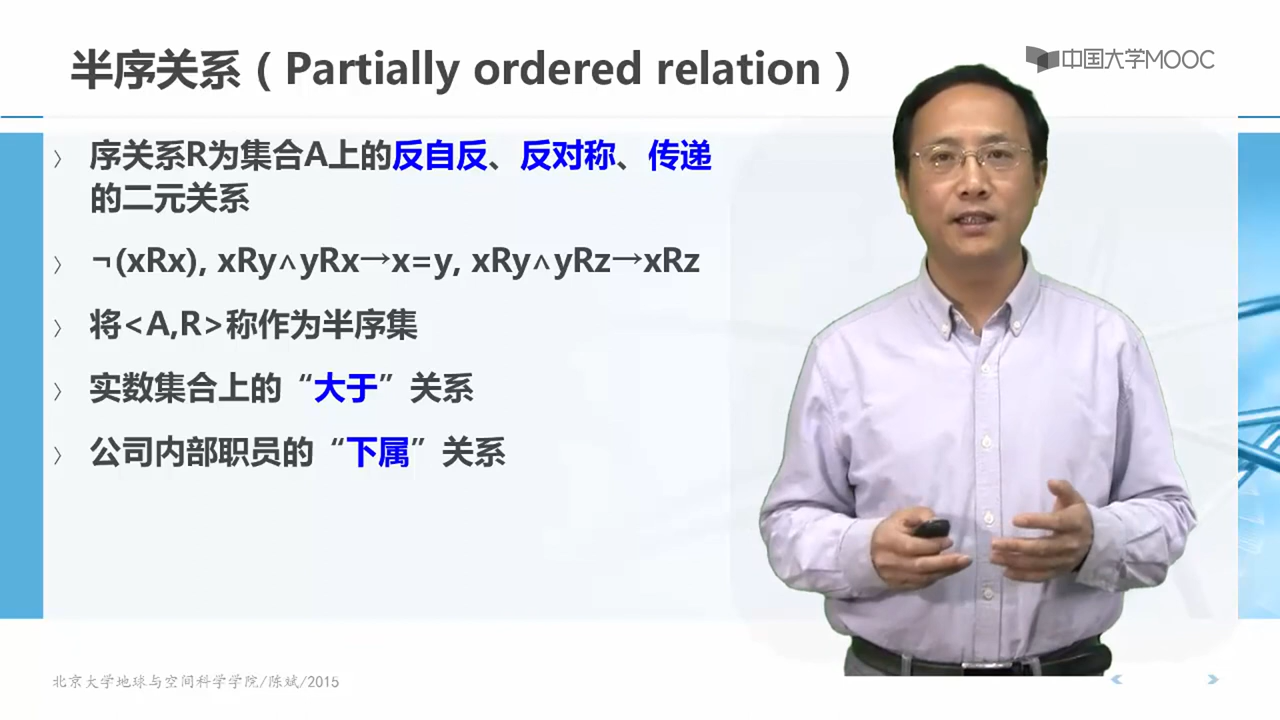 半序关系（Partially ordered relation）
中国大学MOOC
序关系R为集合A上的反自反、反对称、传递
的二元关系
¬(xRx), xRy∧yRx→x=y, xRy∧yRz→xRz
将<A,R>称作为半序集
实数集合上的“大于”关系
公司内部职员的“下属”关系
北京大学地球与空间科学学院/陈斌/2015